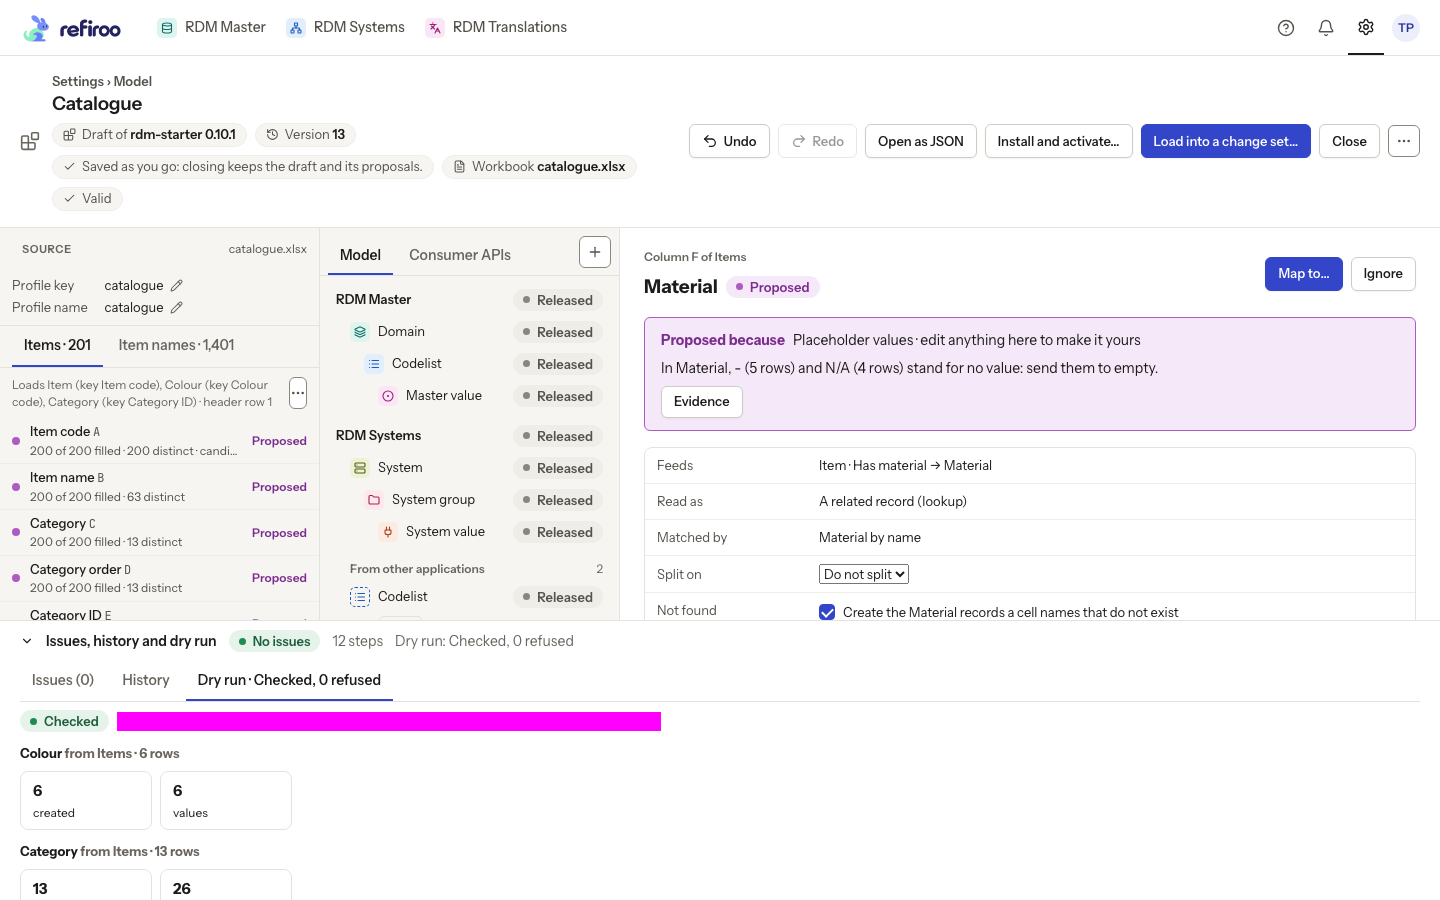 refiroo
RDM Master
RDM Systems
RDM Translations
TP
Settings › Model
Catalogue
Draft of rdm-starter 0.10.1
Version 13
Saved as you go: closing keeps the draft and its proposals.
Workbook catalogue.xlsx
Valid
Undo
Redo
Open as JSON
Install and activate...
Load into a change set...
Close
SOURCE
catalogue.xlsx
Profile key catalogue
Profile name catalogue
Items · 201
Item names · 1,401
Loads Item (key Item code), Colour (key Colour
code), Category (key Category ID) · header row 1
Item code A
200 of 200 filled · 200 distinct · candi...
Proposed
Item name B
200 of 200 filled · 63 distinct
Proposed
Category C
200 of 200 filled · 13 distinct
Proposed
Category order D
200 of 200 filled · 13 distinct
Proposed
Category ID E
Model
Consumer APIs
RDM Master Released
Domain Released
Codelist Released
Master value Released
RDM Systems Released
System Released
System group Released
System value Released
From other applications 2
Codelist Released
Column F of Items
Material
Proposed
Map to...
Ignore
Proposed because Placeholder values · edit anything here to make it yours
In Material, - (5 rows) and N/A (4 rows) stand for no value: send them to empty.
Evidence
Feeds Item · Has material → Material
Read as A related record (lookup)
Matched by Material by name
Split on Do not split
Not found Create the Material records a cell names that do not exist
Issues, history and dry run
No issues
12 steps
Dry run: Checked, 0 refused
Issues (0)
History
Dry run · Checked, 0 refused
Checked
Colour from Items · 6 rows
6
created
6
values
Category from Items · 13 rows
13
26